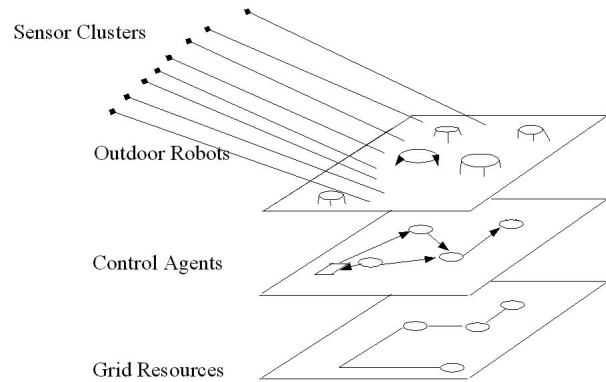 Sensor Clusters
Outdoor Robots
Control Agents
Grid Resources